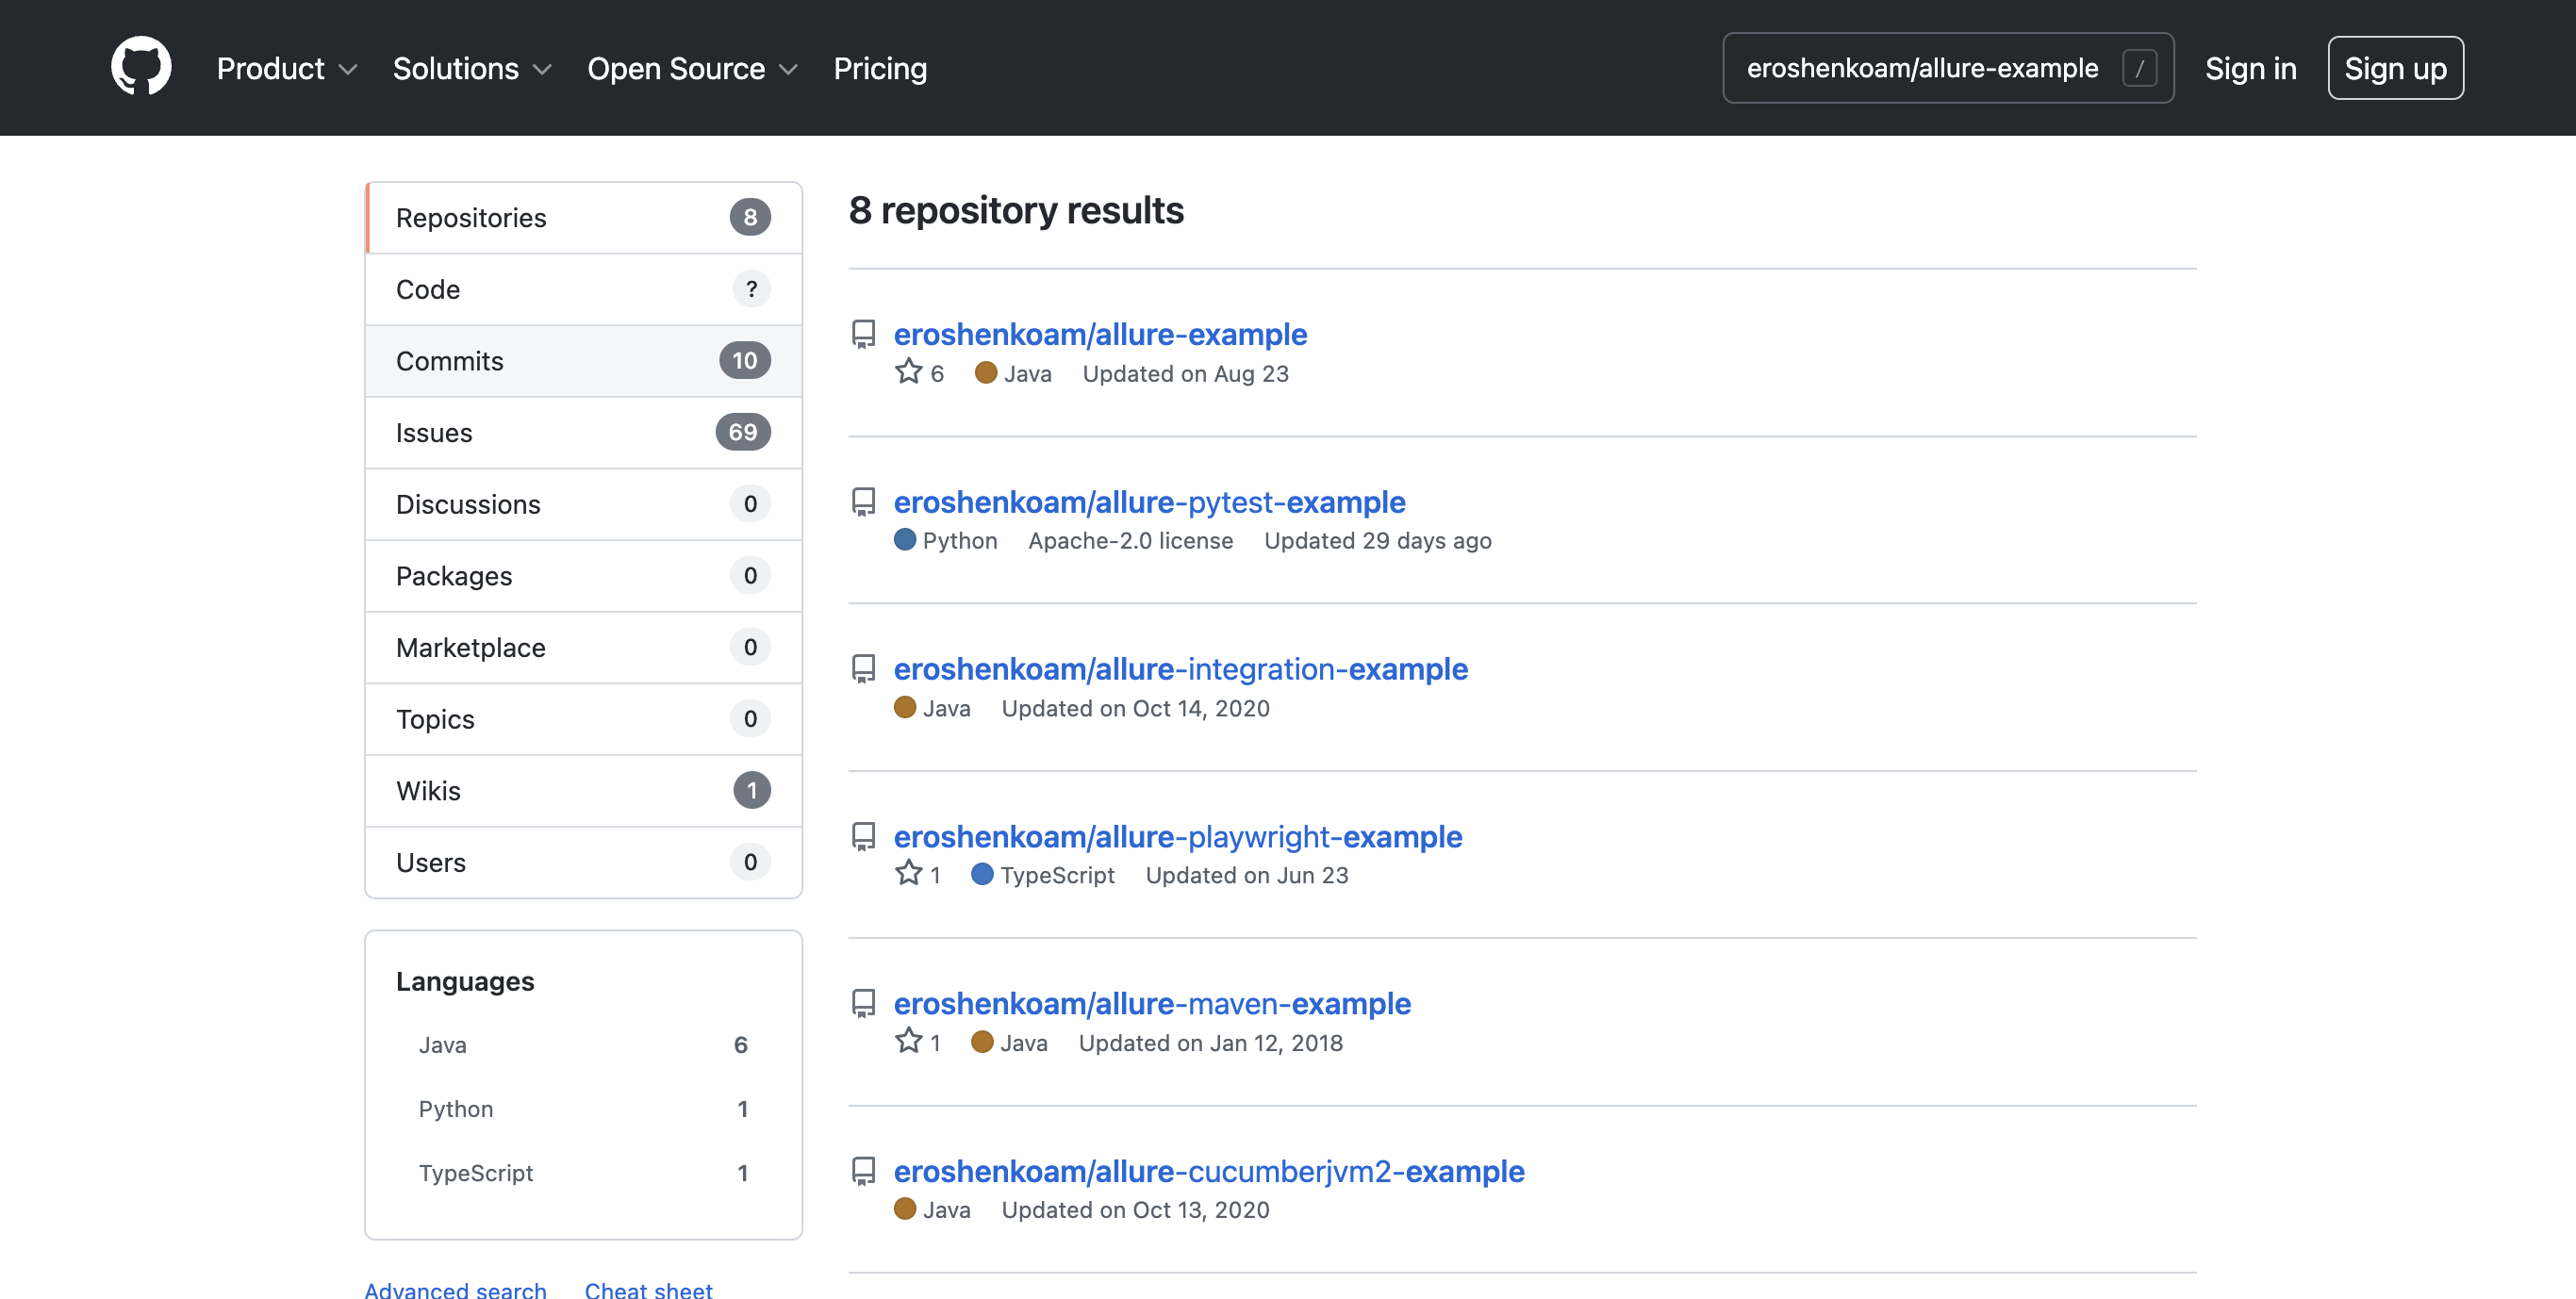 Product Solutions Open Source Pricing eroshenkoam/allure-example / Sign in Sign up
Repositories 8
Code ?
Commits 10
Issues 69
Discussions 0
Packages 0
Marketplace 0
Topics 0
Wikis 1
Users 0
Languages
Java 6
Python 1
TypeScript 1
Advanced search Cheat sheet
8 repository results
eroshenkoam/allure-example
6 Java Updated on Aug 23
eroshenkoam/allure-pytest-example
Python Apache-2.0 license Updated 29 days ago
eroshenkoam/allure-integration-example
Java Updated on Oct 14, 2020
eroshenkoam/allure-playwright-example
1 TypeScript Updated on Jun 23
eroshenkoam/allure-maven-example
1 Java Updated on Jan 12, 2018
eroshenkoam/allure-cucumberjvm2-example
Java Updated on Oct 13, 2020